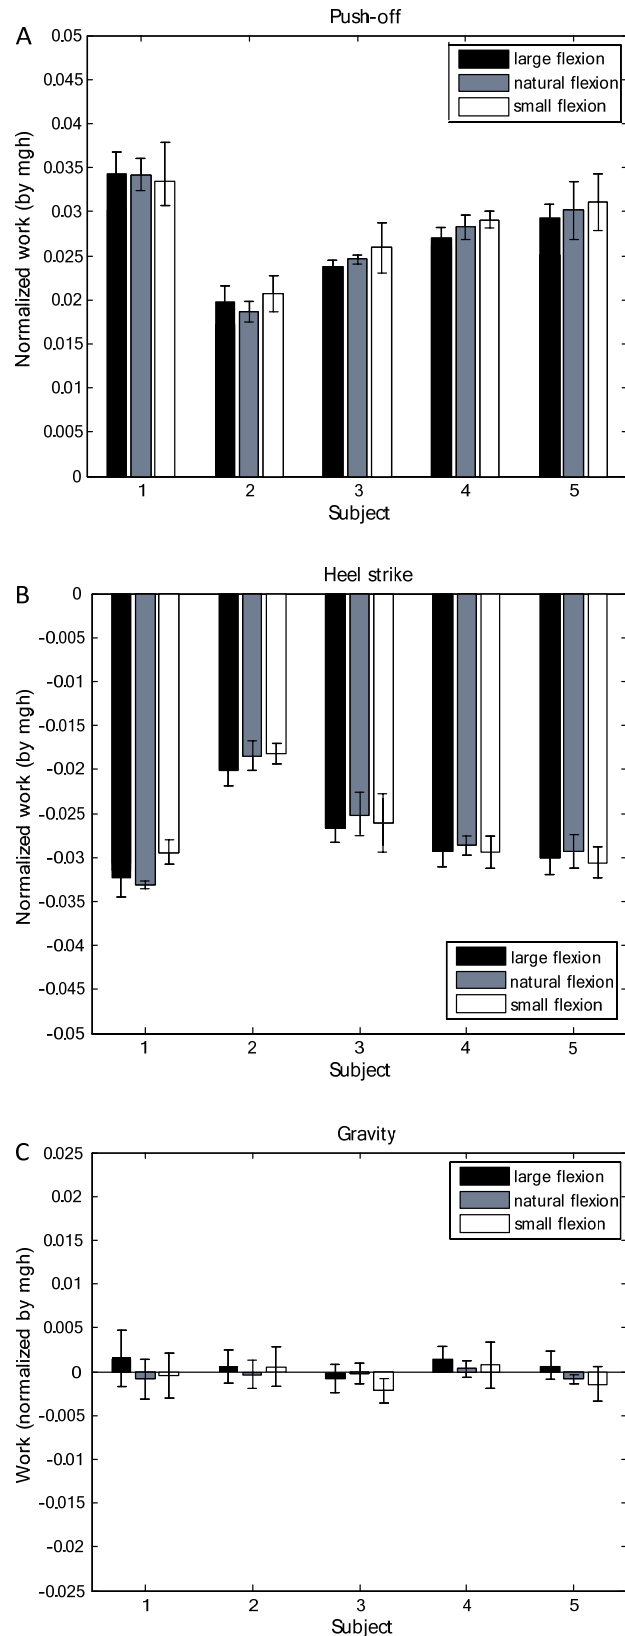 A
Push-off
0.05
0.045
0.04
0.035
0.03
0.025
0.02
0.015
0.01
0.005
0
Normalized work (by mgh)
large flexion
natural flexion
small flexion
1 2 3 4 5
Subject
B
Heel strike
0
-0.005
-0.01
-0.015
-0.02
-0.025
-0.03
-0.035
-0.04
-0.045
-0.05
Normalized work (by mgh)
large flexion
natural flexion
small flexion
1 2 3 4 5
Subject
C
Gravity
0.025
0.02
0.015
0.01
0.005
0
-0.005
-0.01
-0.015
-0.02
-0.025
Work (normalized by mgh)
large flexion
natural flexion
small flexion
1 2 3 4 5
Subject